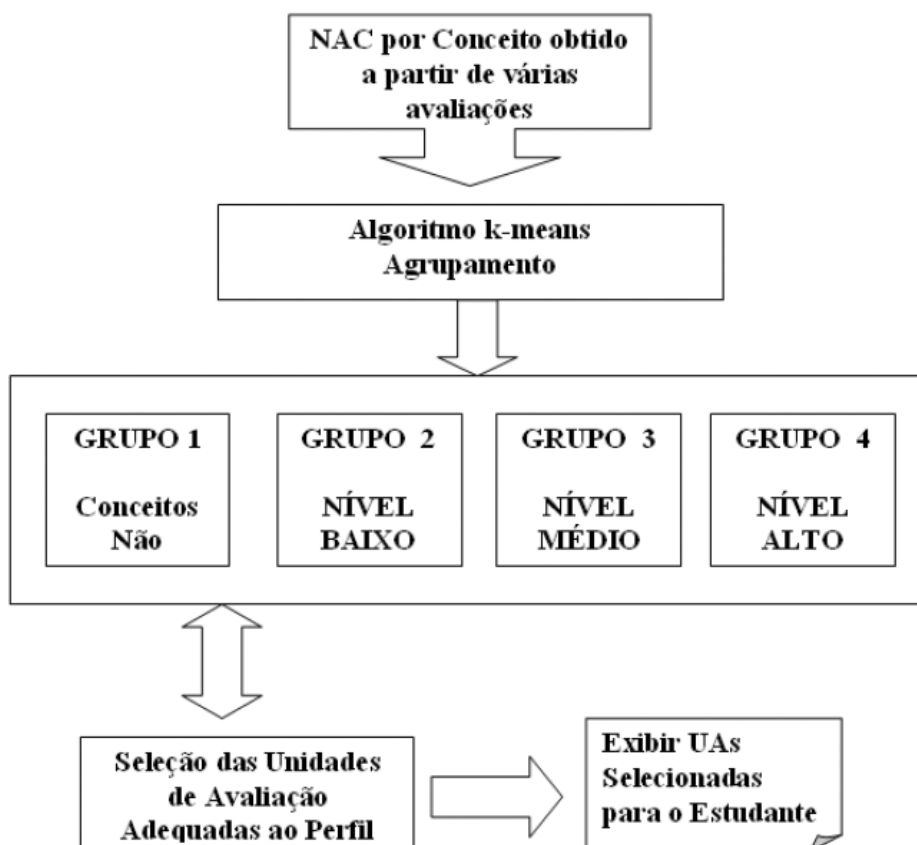 NAC por Conceito obtido
a partir de várias
avaliações
Algoritmo k-means
Agrupamento
GRUPO 1
Conceitos
Não
GRUPO 2
NÍVEL
BAIXO
GRUPO 3
NÍVEL
MÉDIO
GRUPO 4
NÍVEL
ALTO
Seleção das Unidades
de Avaliação
Adequadas ao Perfil
Exibir UAs
Selecionadas
para o Estudante